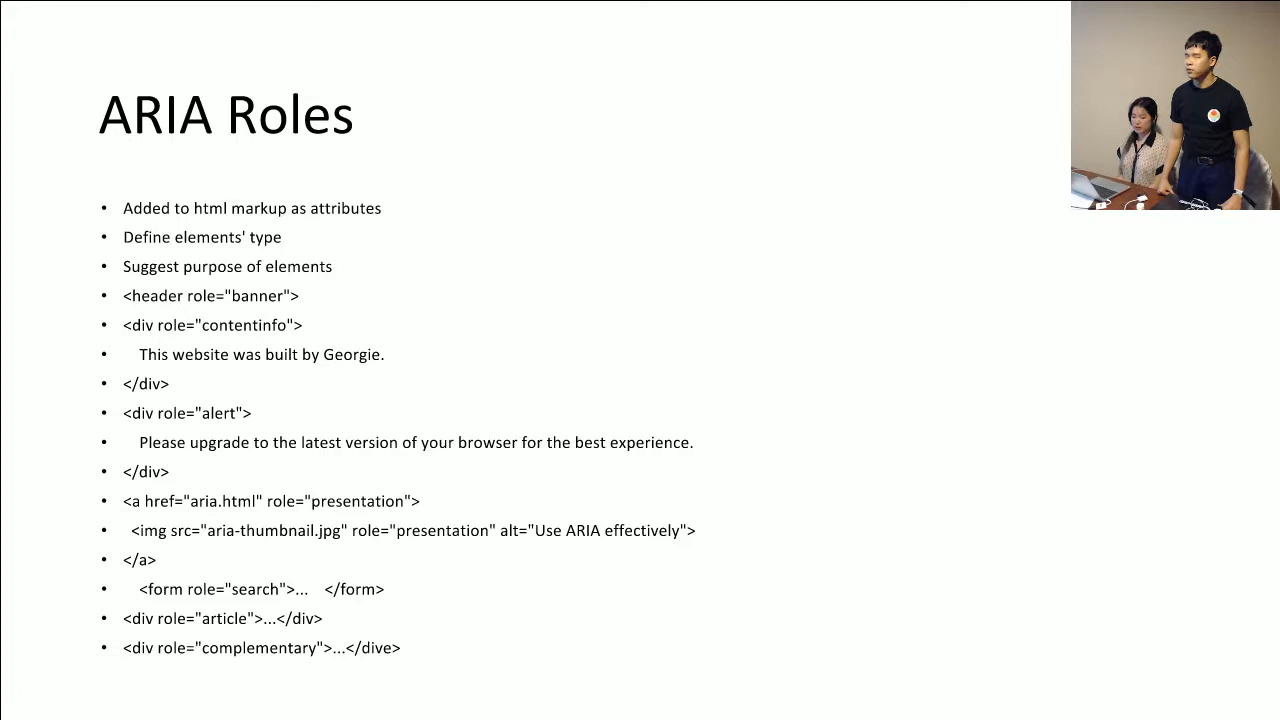 ARIA Roles
• Added to html markup as attributes
• Define elements' type
• Suggest purpose of elements
• <header role="banner">
• <div role="contentinfo">
• This website was built by Georgie.
• </div>
• <div role="alert">
• Please upgrade to the latest version of your browser for the best experience.
• </div>
• <a href="aria.html" role="presentation">
• <img src="aria-thumbnail.jpg" role="presentation" alt="Use ARIA effectively">
• </a>
• <form role="search">... </form>
• <div role="article">...</div>
• <div role="complementary">...</dive>